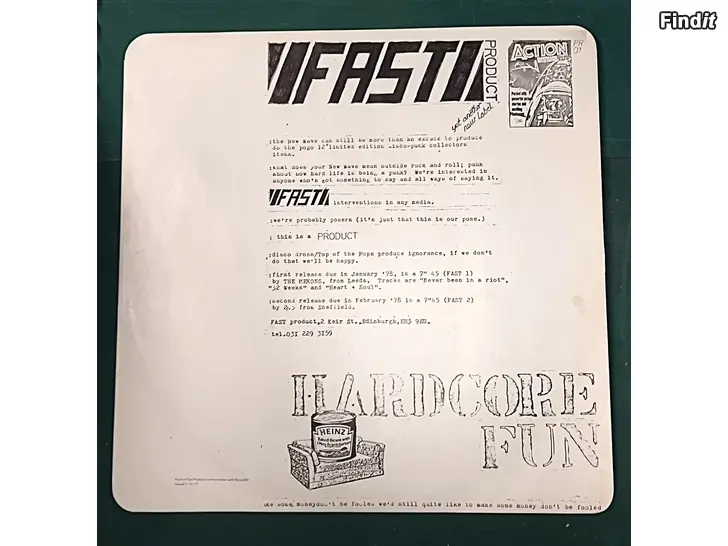 Findit
FAST
PRODUCT
PR
01
ACTION
yet another
new label
:the New Wave can still be more than an excuse to produce
do the pogo 12"limited edition disco-punk collectors
items.
:what does your New Wave mean outside rock and roll; punk
about how hard life is being a punk? We're interested in
anyone who's got something to say and all ways of saying it.
FAST interventions in any media.
:we're probably posers (it's just that this is our pose.)
: this is a PRODUCT
:disco drone/Top of the Pops produce ignorance, if we don't
do that we'll be happy.
:first release due in January '78, is a 7" 45 (FAST 1)
by THE MEKONS, from Leeds. Tracks are "Never been in a riot",
"32 Weeks" and "Heart + Soul".
:second release due in February '78 is a 7"45 (FAST 2)
by 2.3 from Sheffield.
FAST product,2 Keir St.,Edinburgh,EH3 9EU.
tel.031 229 3159
HARDCORE
FUN
HEINZ
Baked Beans with
ke some moneydon't be fooled we'd still quite like to make some money don't be fooled